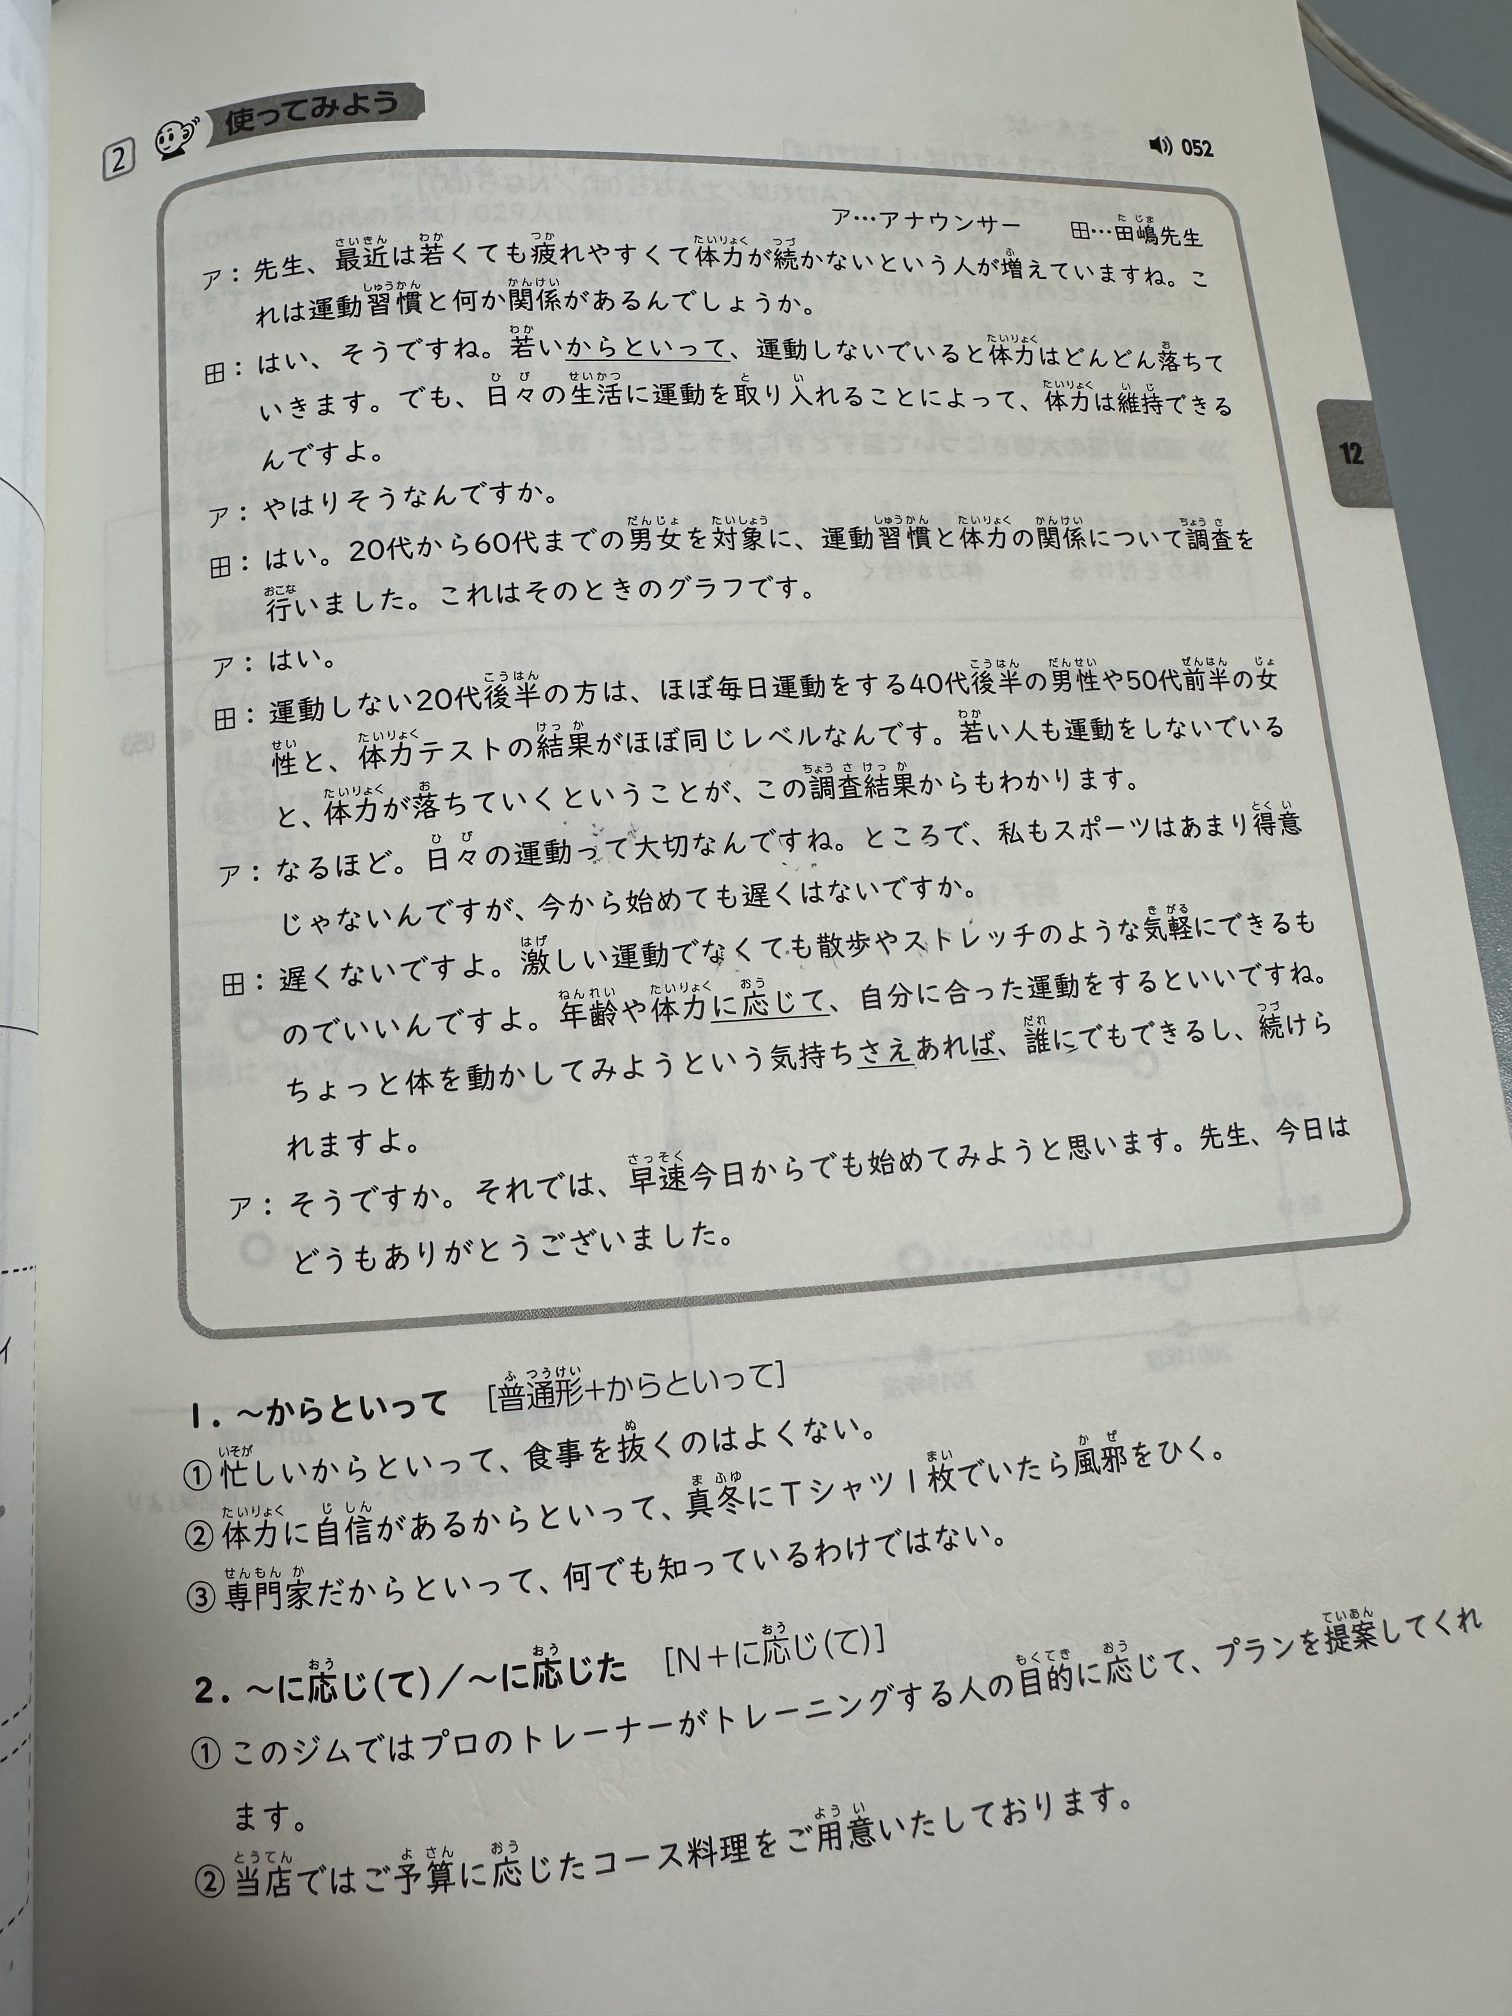 2 使ってみよう
052
ア…アナウンサー 田…田嶋先生
ア：先生、最近は若くても疲れやすくて体力が続かないという人が増えていますね。こ
れは運動習慣と何か関係があるんでしょうか。
田：はい、そうですね。若いからといって、運動しないでいると体力はどんどん落ちて
いきます。でも、日々の生活に運動を取り入れることによって、体力は維持できる
んですよ。
ア：やはりそうなんですか。
田：はい。20代から60代までの男女を対象に、運動習慣と体力の関係について調査を
行いました。これはそのときのグラフです。
ア：はい。
田：運動しない20代後半の方は、ほぼ毎日運動をする40代後半の男性や50代前半の女
性と、体力テストの結果がほぼ同じレベルなんです。若い人も運動をしないでいる
と、体力が落ちていくということが、この調査結果からもわかります。
ア：なるほど。日々の運動って大切なんですね。ところで、私もスポーツはあまり得意
じゃないんですが、今から始めても遅くはないですか。
田：遅くないですよ。激しい運動でなくても散歩やストレッチのような気軽にできるも
のでいいんですよ。年齢や体力に応じて、自分に合った運動をするといいですね。
ちょっと体を動かしてみようという気持ちさえあれば、誰にでもできるし、続けら
れますよ。
ア：そうですか。それでは、早速今日からでも始めてみようと思います。先生、今日は
どうもありがとうございました。
12
1．～からといって [普通形+からといって]
①忙しいからといって、食事を抜くのはよくない。
②体力に自信があるからといって、真冬にTシャツ1枚でいたら風邪をひく。
③専門家だからといって、何でも知っているわけではない。
2．～に応じ(て)／～に応じた [N+に応じ(て)]
①このジムではプロのトレーナーがトレーニングする人の目的に応じて、プランを提案してくれ
ます。
②当店ではご予算に応じたコース料理をご用意いたしております。